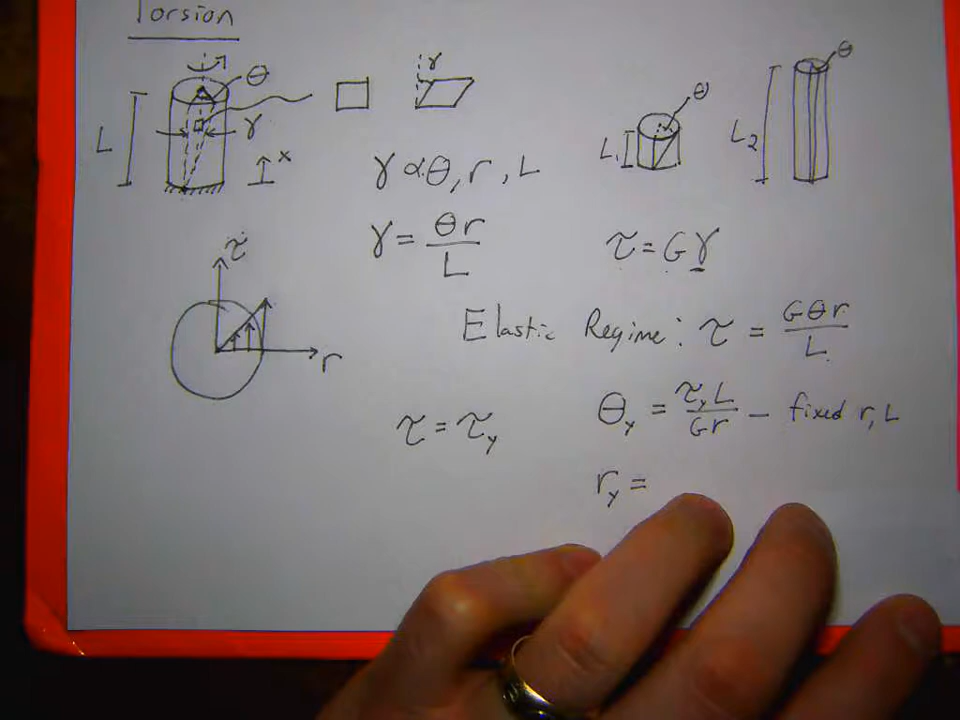 Torsion
θ
θ
γ
θ
L
γ
L₁
L₂
x
γ ∝ θ, r, L
γ = θr / L
τ = Gγ
τ
r
Elastic Regime: τ = Gθr / L
τ = τy
θy = τyL / Gr – fixed r, L
ry =